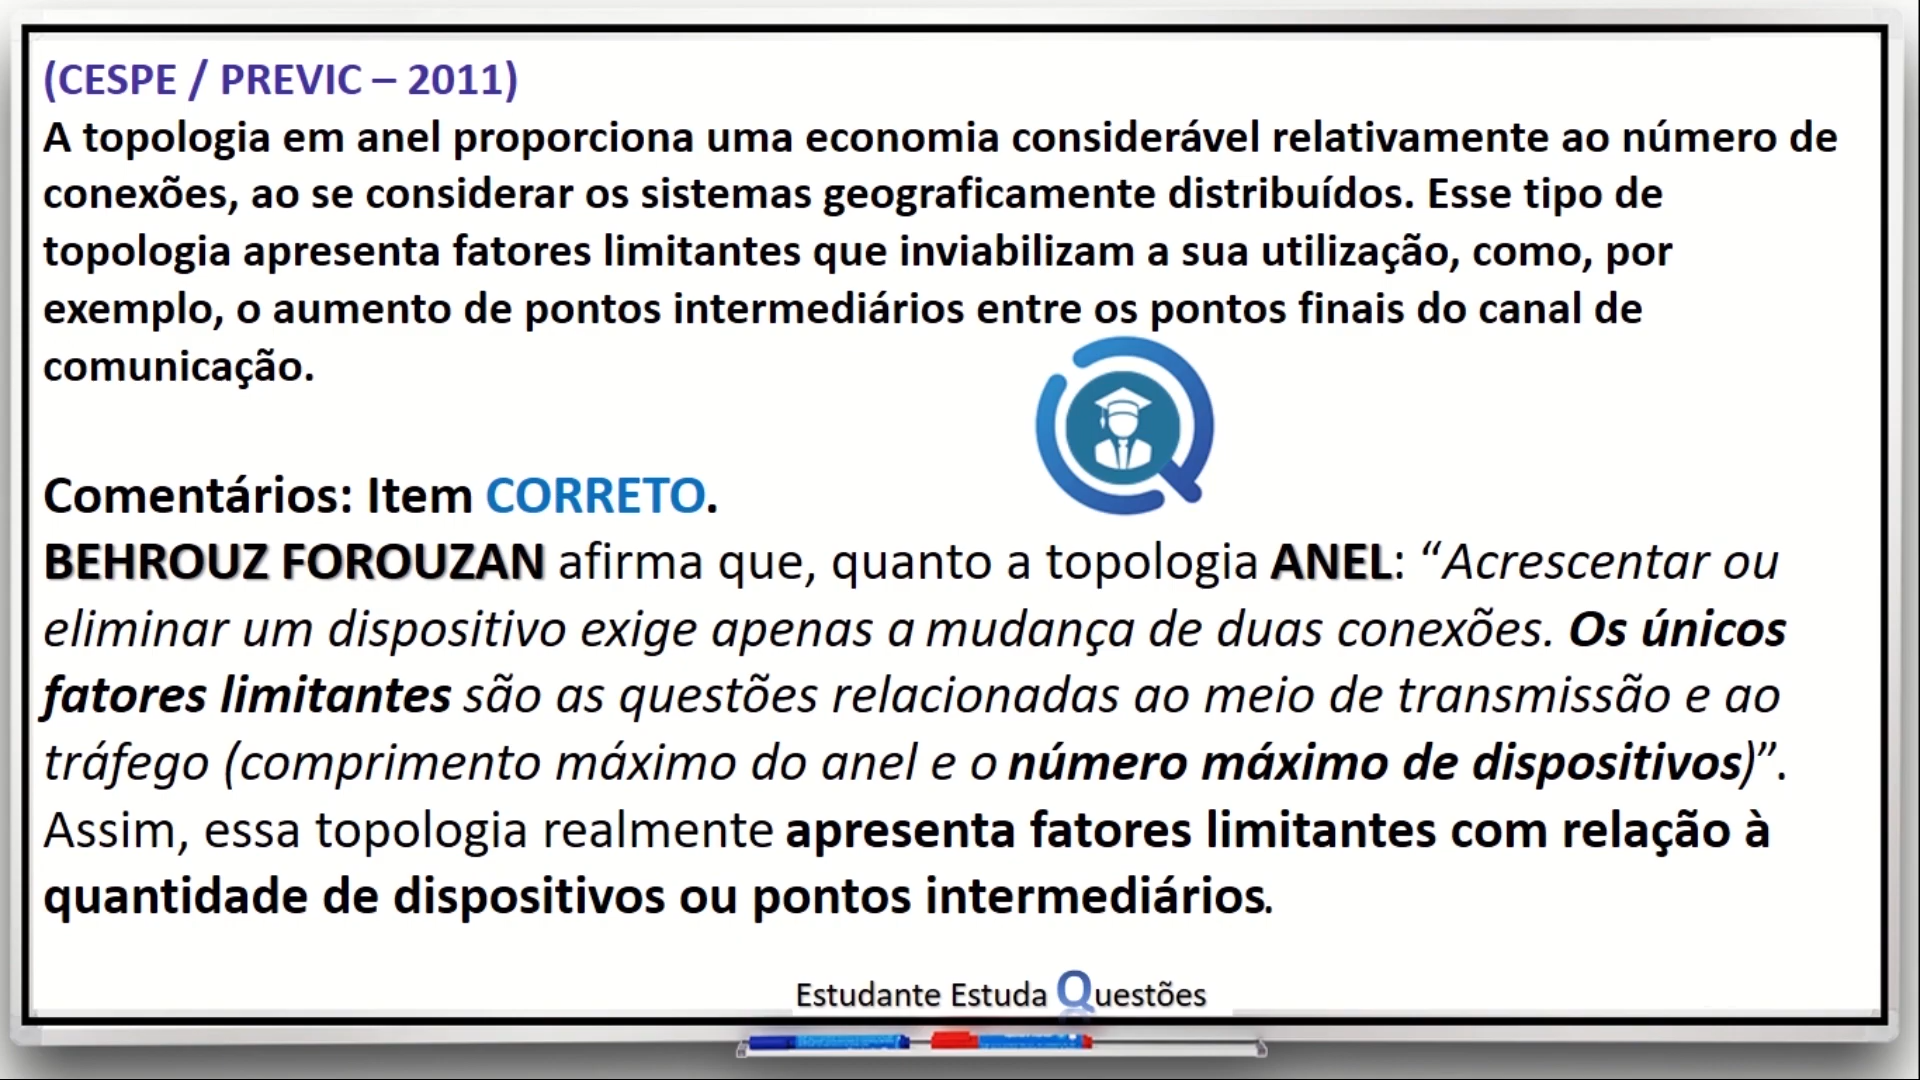 (CESPE / PREVIC – 2011)
A topologia em anel proporciona uma economia considerável relativamente ao número de
conexões, ao se considerar os sistemas geograficamente distribuídos. Esse tipo de
topologia apresenta fatores limitantes que inviabilizam a sua utilização, como, por
exemplo, o aumento de pontos intermediários entre os pontos finais do canal de
comunicação.
Comentários: Item CORRETO.
BEHROUZ FOROUZAN afirma que, quanto a topologia ANEL: “Acrescentar ou
eliminar um dispositivo exige apenas a mudança de duas conexões. Os únicos
fatores limitantes são as questões relacionadas ao meio de transmissão e ao
tráfego (comprimento máximo do anel e o número máximo de dispositivos)”.
Assim, essa topologia realmente apresenta fatores limitantes com relação à
quantidade de dispositivos ou pontos intermediários.
Estudante Estuda Questões